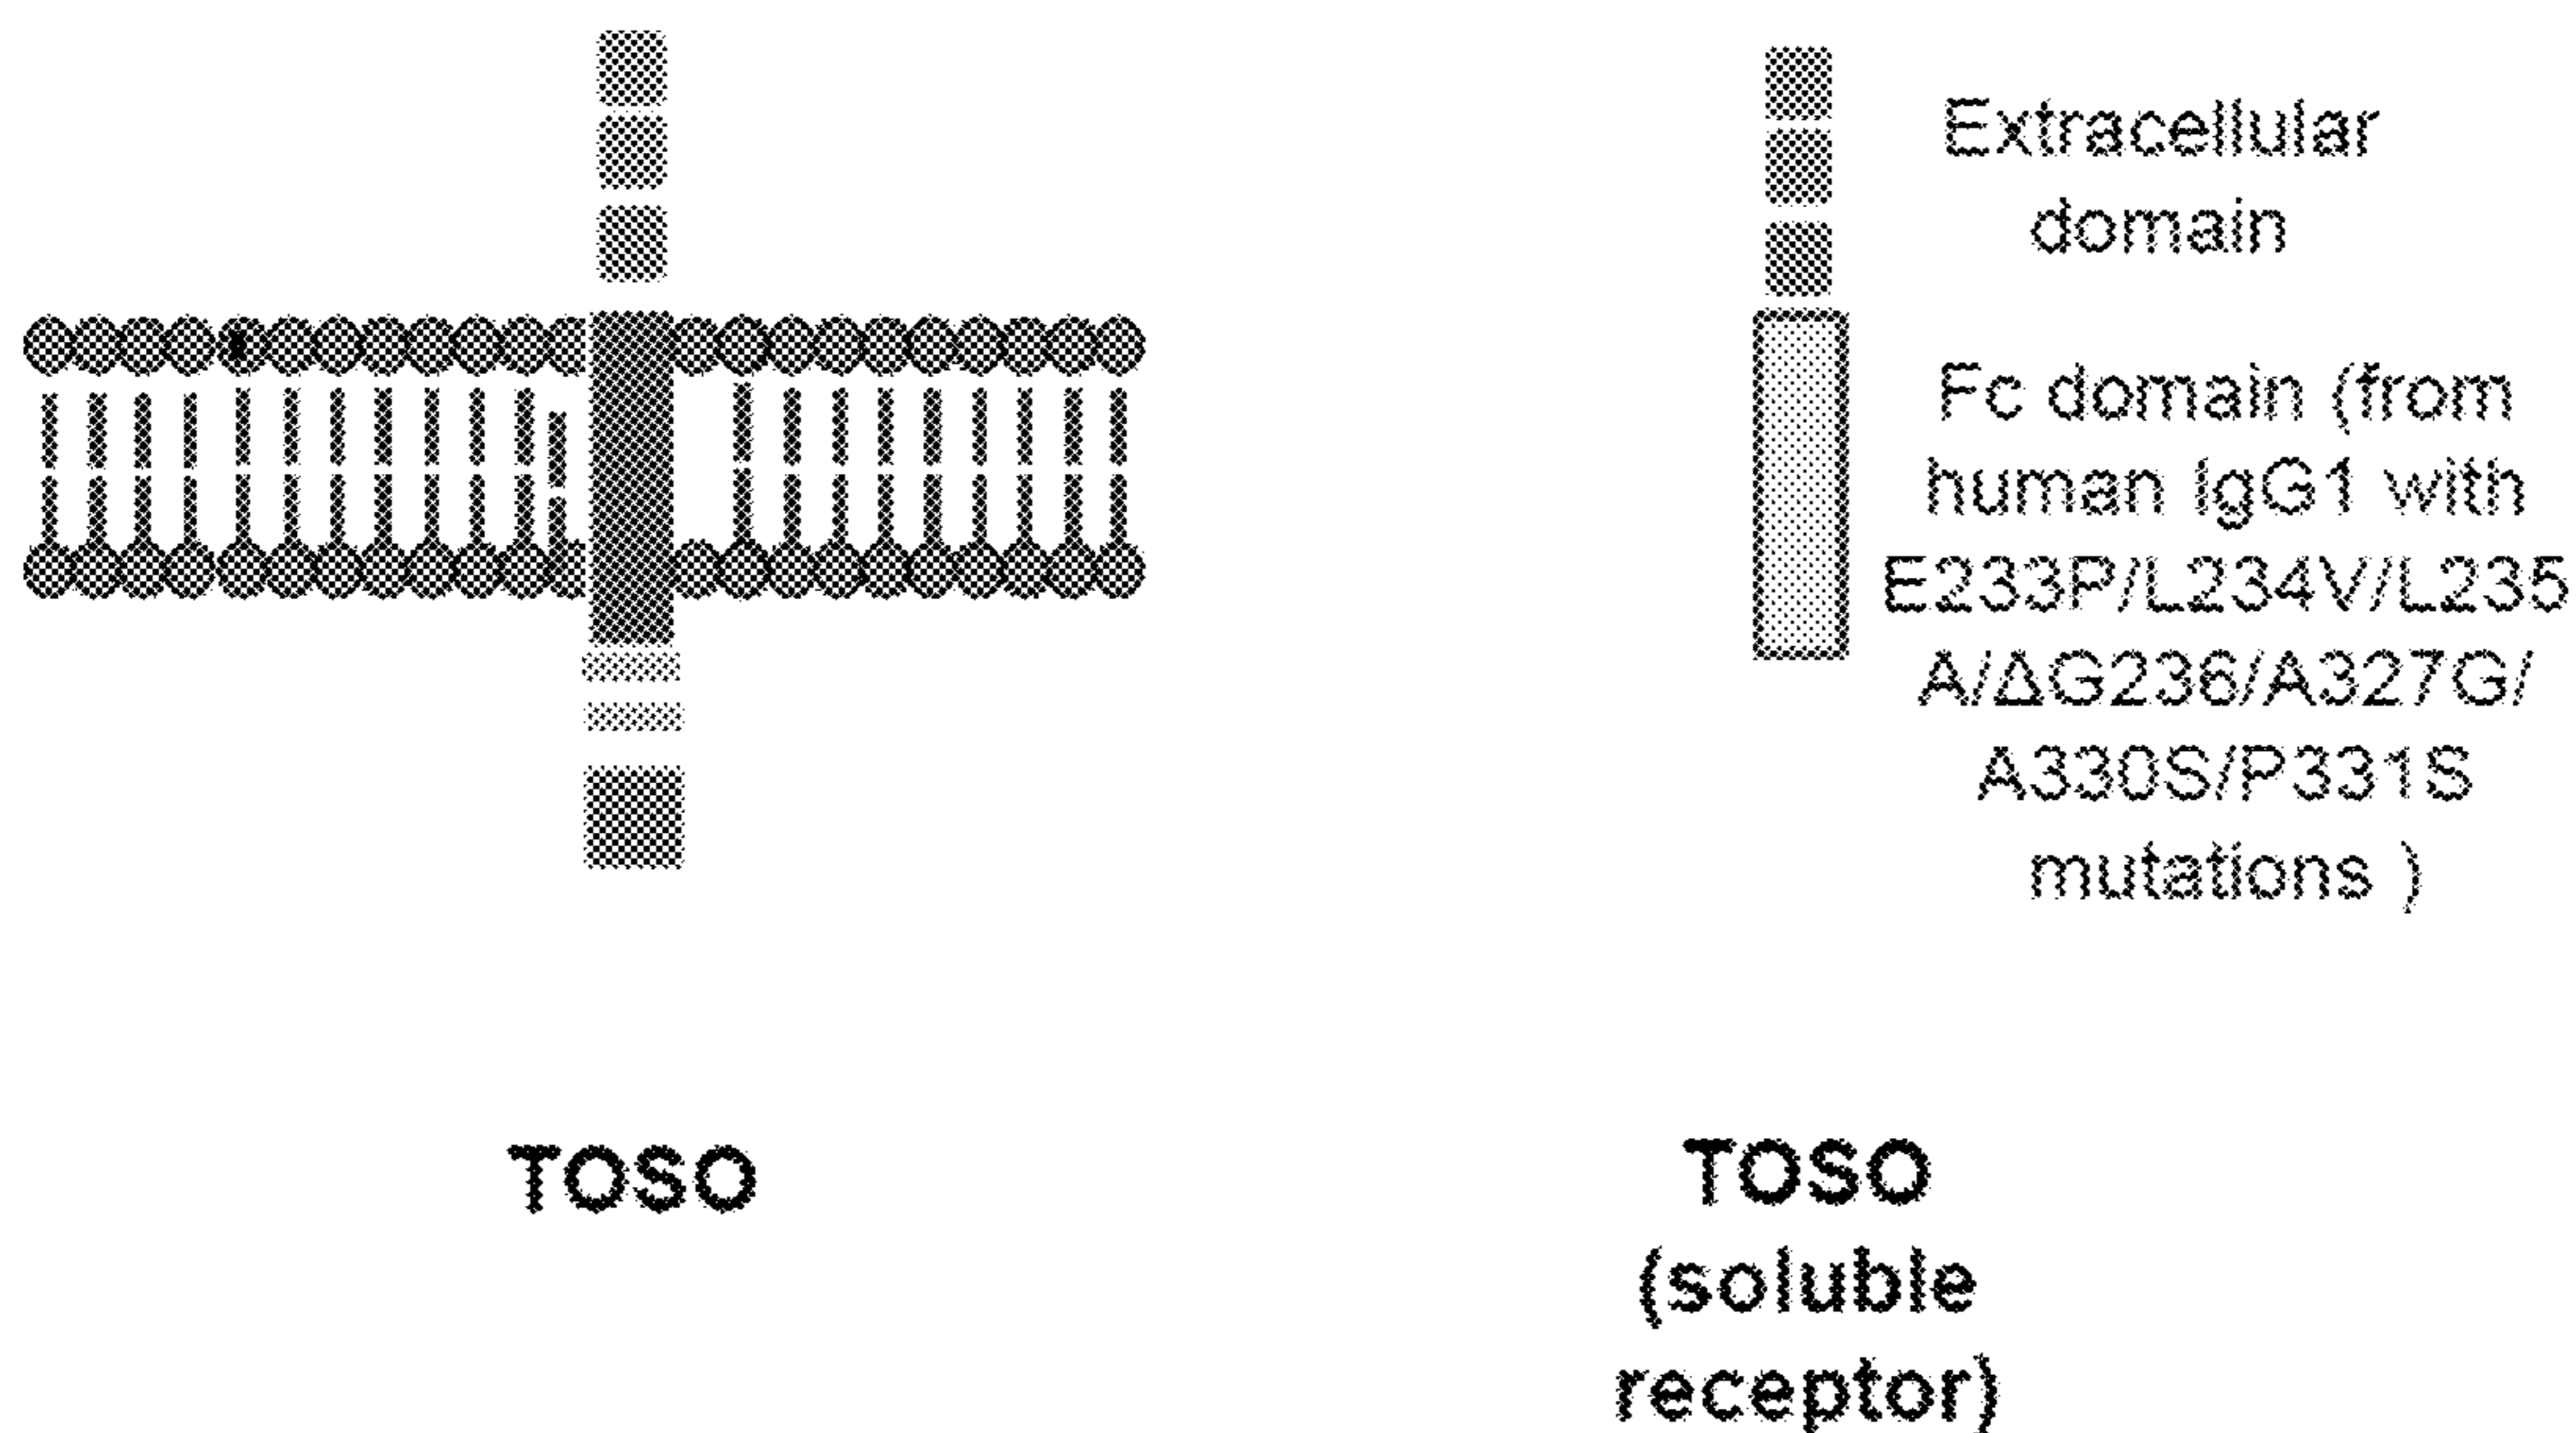 Extracellular
domain
Fc domain (from
human IgG1 with
E233P/L234V/L235
A/ΔG236/A327G/
A330S/P331S
mutations )
TOSO
TOSO
(soluble
receptor)